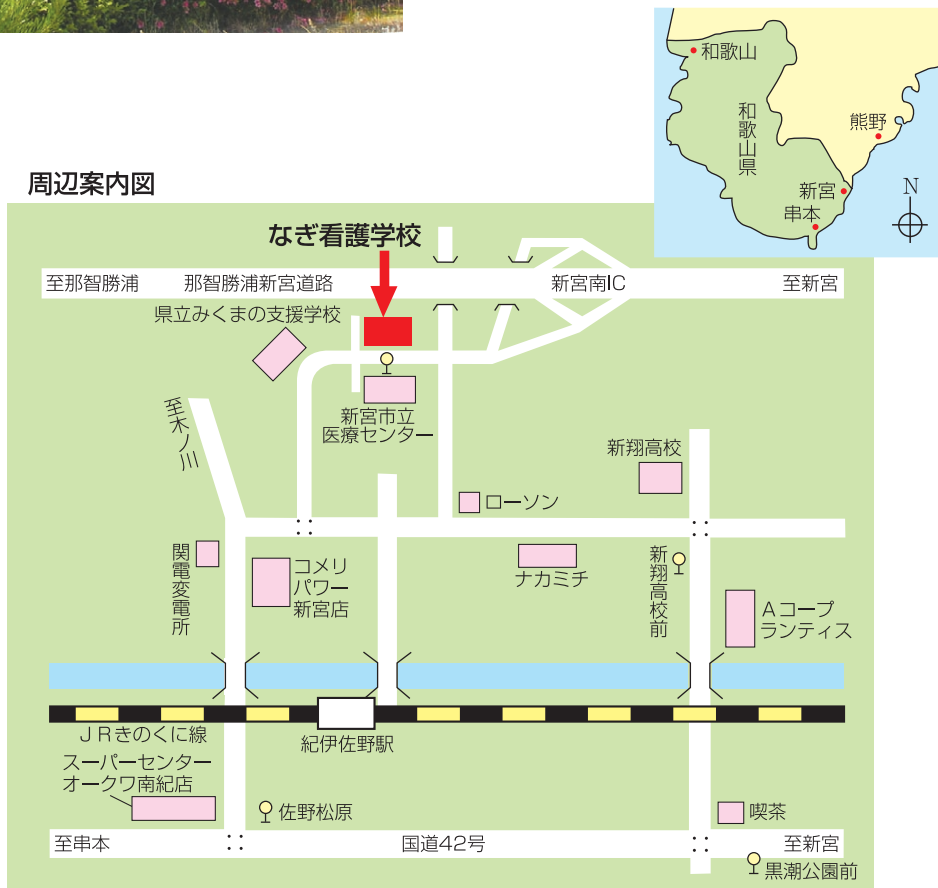 和歌山
和歌山県
熊野
新宮
串本
N
周辺案内図
なぎ看護学校
至那智勝浦
那智勝浦新宮道路
新宮南IC
至新宮
県立みくまの支援学校
新宮市立
医療センター
至木ノ川
新翔高校
ローソン
関電変電所
コメリ
パワー
新宮店
ナカミチ
新翔高校前
Aコープ
ランティス
JRきのくに線
紀伊佐野駅
スーパーセンター
オークワ南紀店
佐野松原
喫茶
至串本
国道42号
至新宮
黒潮公園前